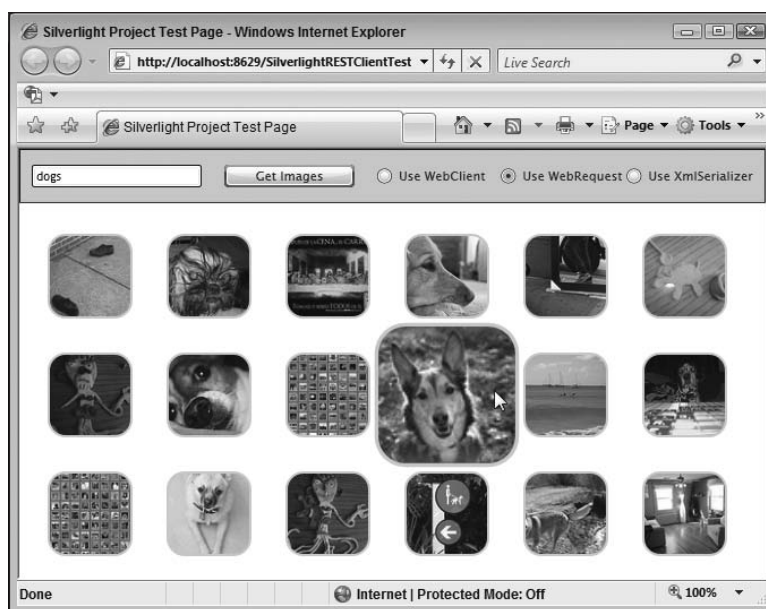 Silverlight Project Test Page - Windows Internet Explorer
http://localhost:8629/SilverlightRESTClientTest
Live Search
Silverlight Project Test Page
Page
Tools
»
dogs
Get Images
Use WebClient
Use WebRequest
Use XmlSerializer
Done
Internet | Protected Mode: Off
100%